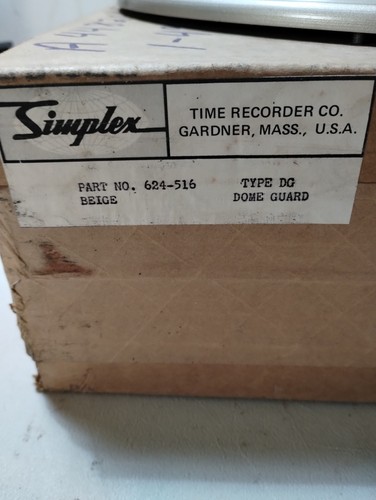 Simplex
TIME RECORDER CO.
GARDNER, MASS., U.S.A.
PART NO. 624-516 TYPE DG
BEIGE DOME GUARD